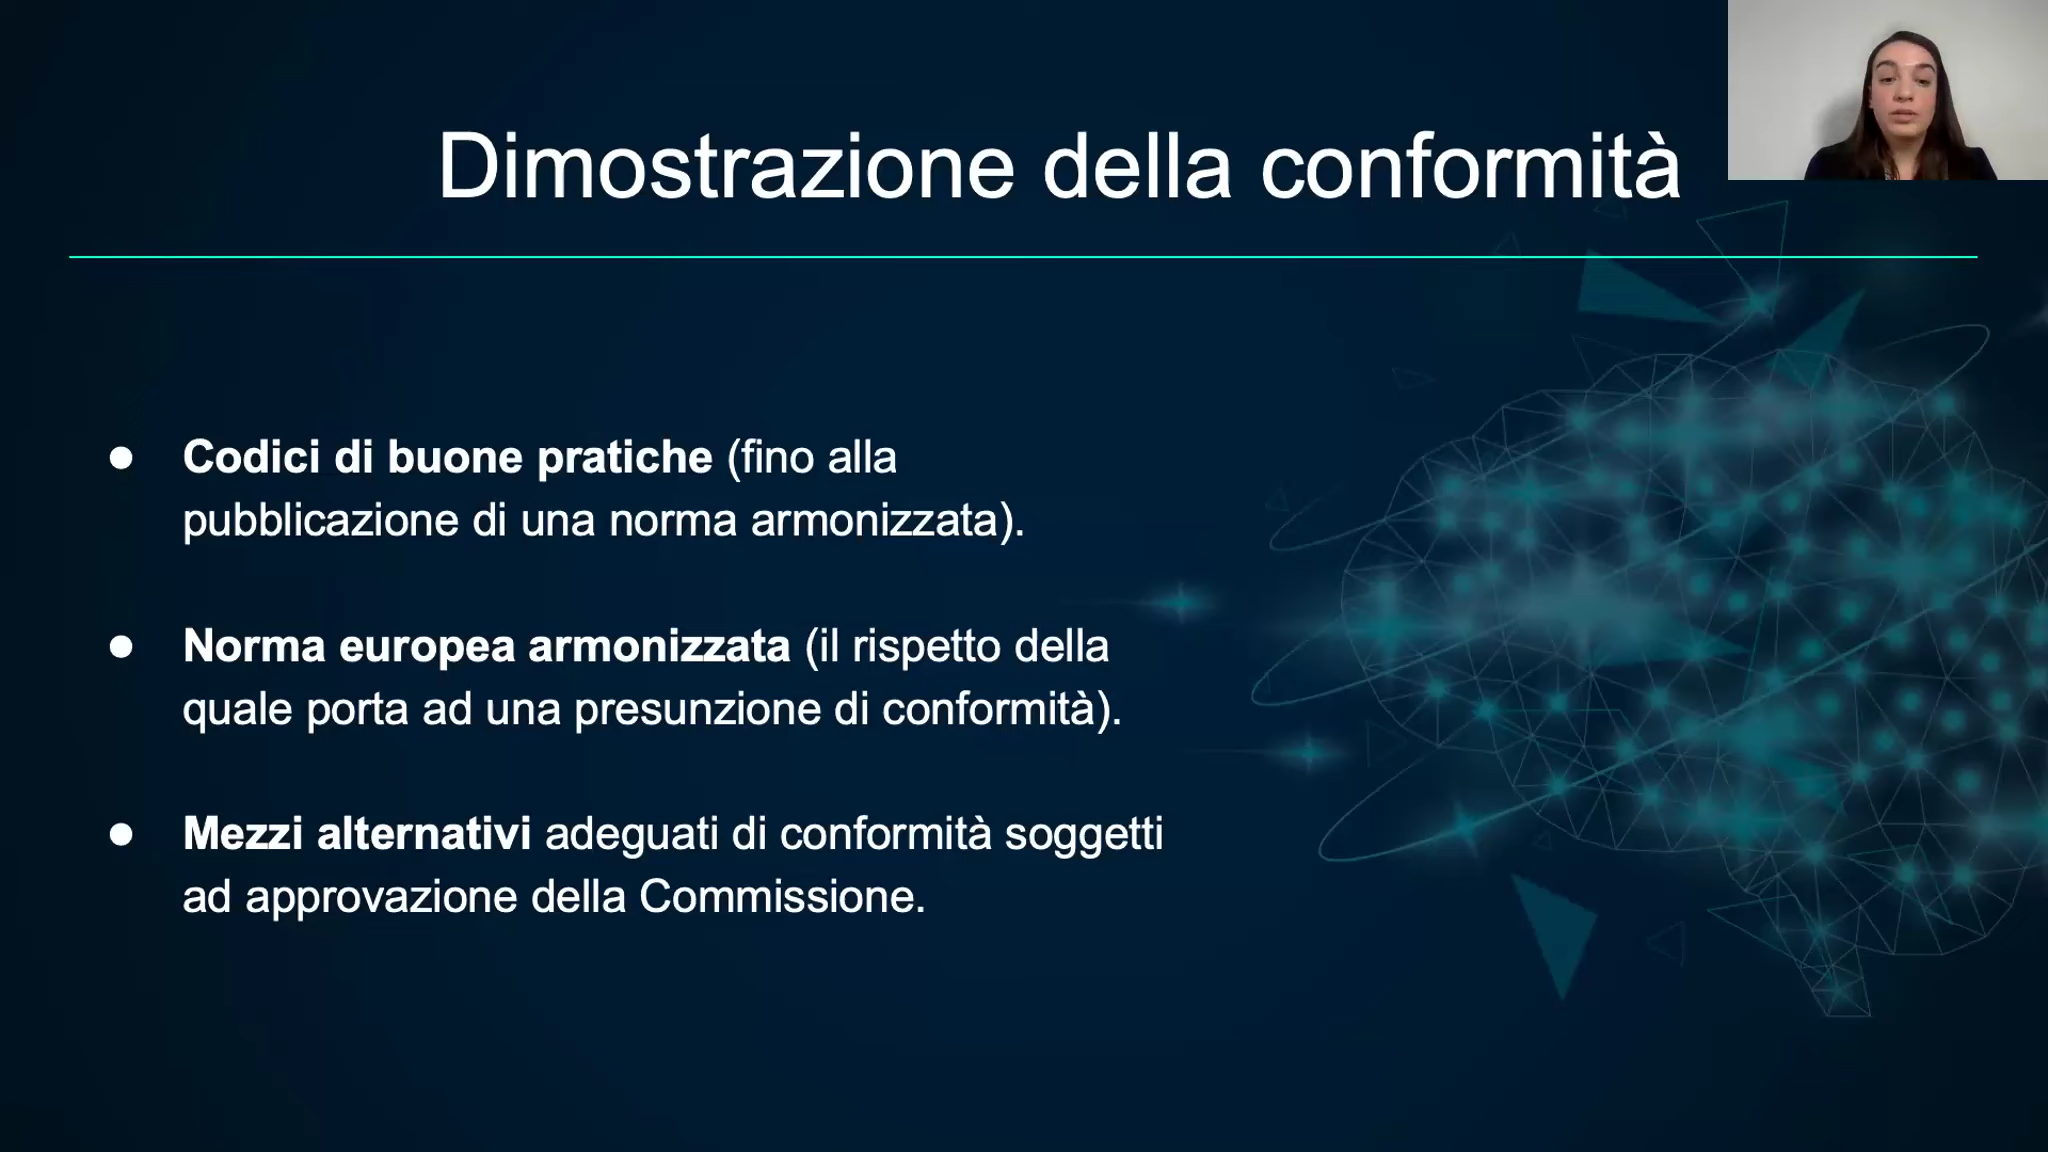 Dimostrazione della conformità
● Codici di buone pratiche (fino alla
pubblicazione di una norma armonizzata).
● Norma europea armonizzata (il rispetto della
quale porta ad una presunzione di conformità).
● Mezzi alternativi adeguati di conformità soggetti
ad approvazione della Commissione.